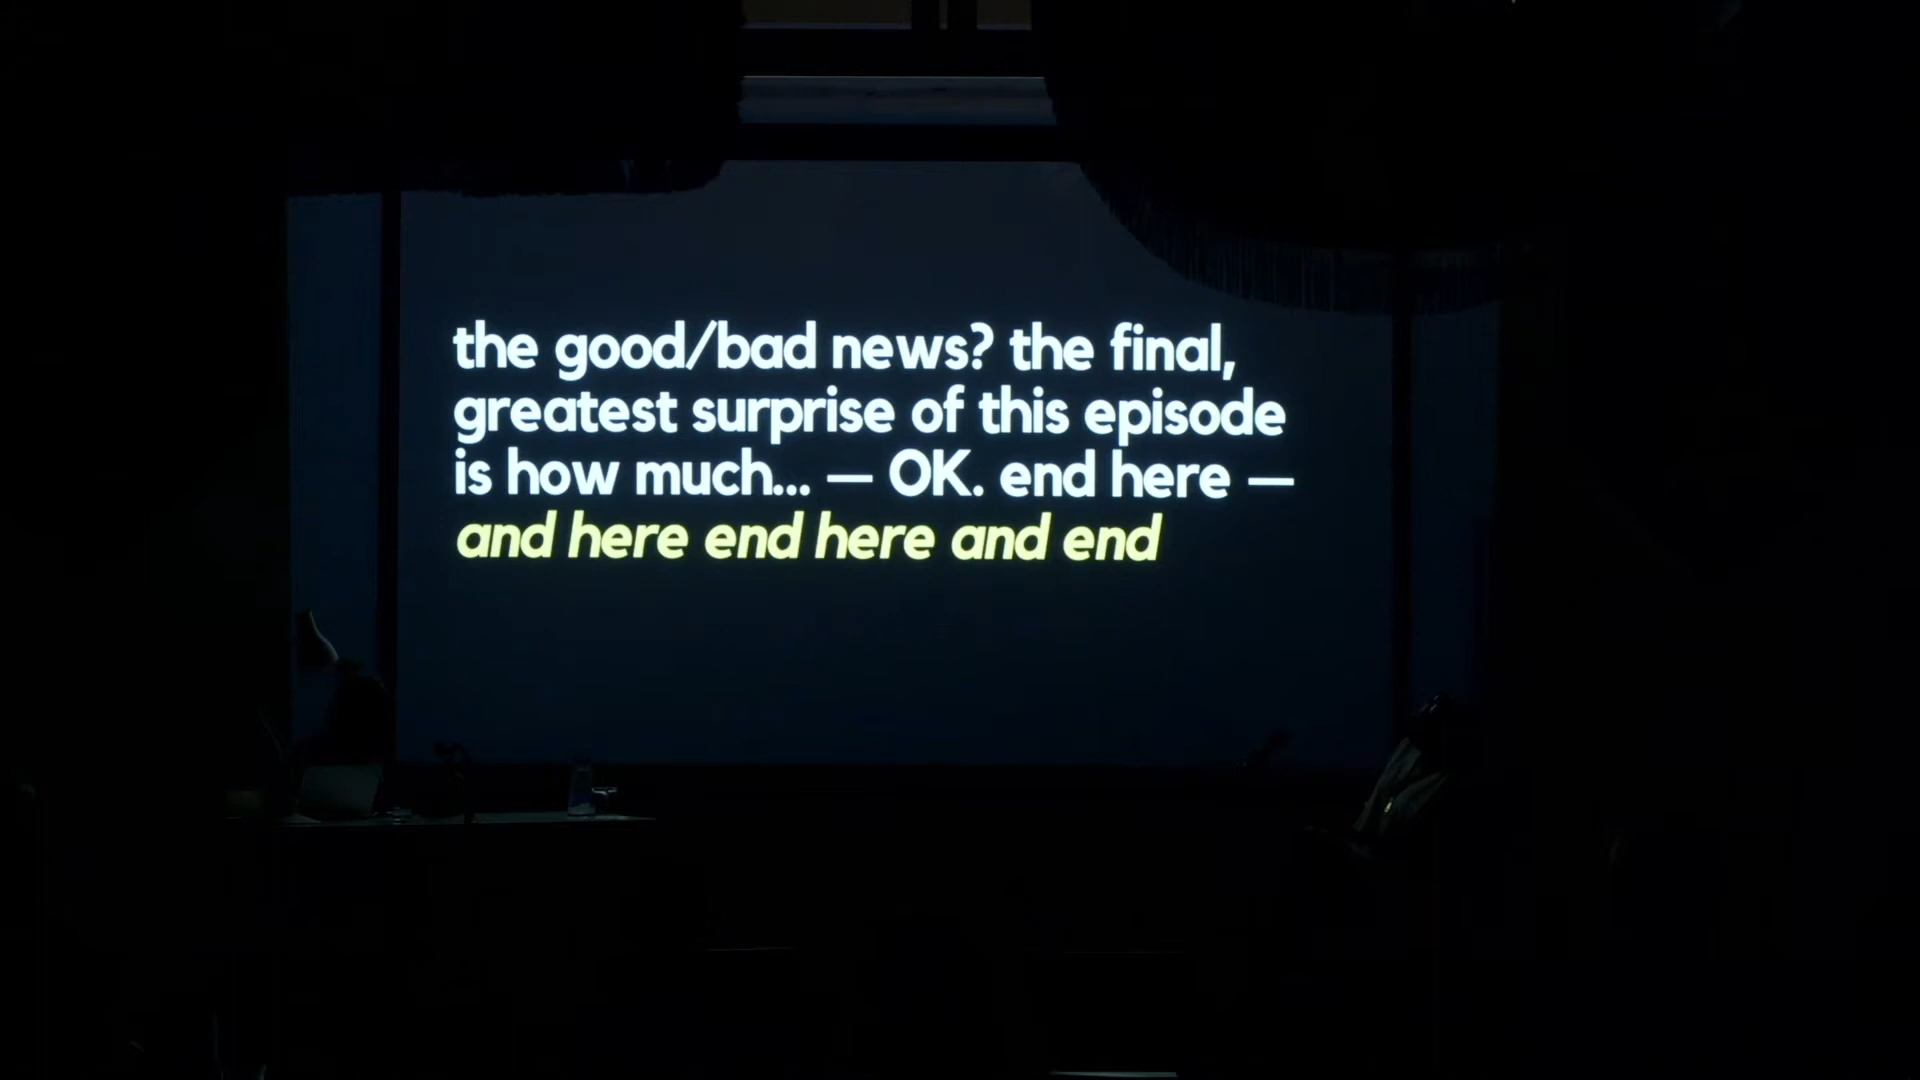 the good/bad news? the final,
greatest surprise of this episode
is how much... — OK. end here —
and here end here and end